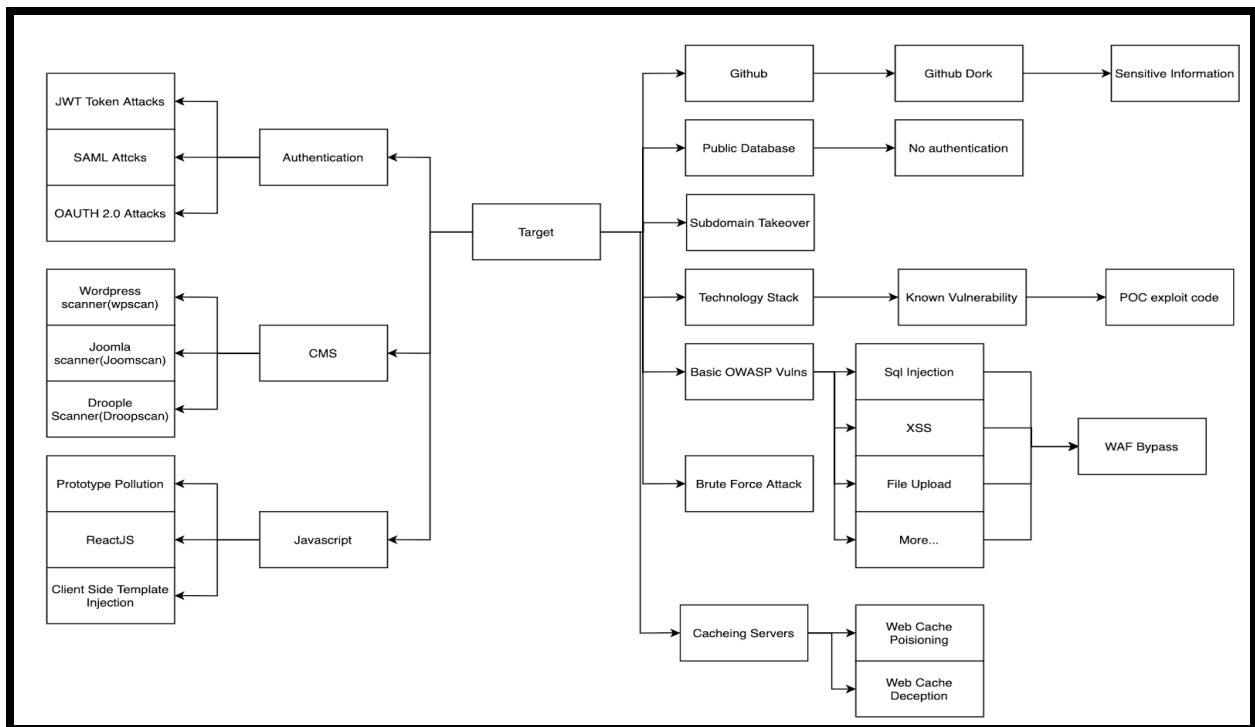 JWT Token Attacks
SAML Attcks
OAUTH 2.0 Attacks
Authentication
Wordpress
scanner(wpscan)
Joomla
scanner(Joomscan)
Droople
Scanner(Droopscan)
CMS
Prototype Pollution
ReactJS
Client Side Template
Injection
Javascript
Target
Github
Github Dork
Sensitive Information
Public Database
No authentication
Subdomain Takeover
Technology Stack
Known Vulnerability
POC exploit code
Basic OWASP Vulns
Sql Injection
XSS
File Upload
More...
WAF Bypass
Brute Force Attack
Cacheing Servers
Web Cache
Poisioning
Web Cache
Deception